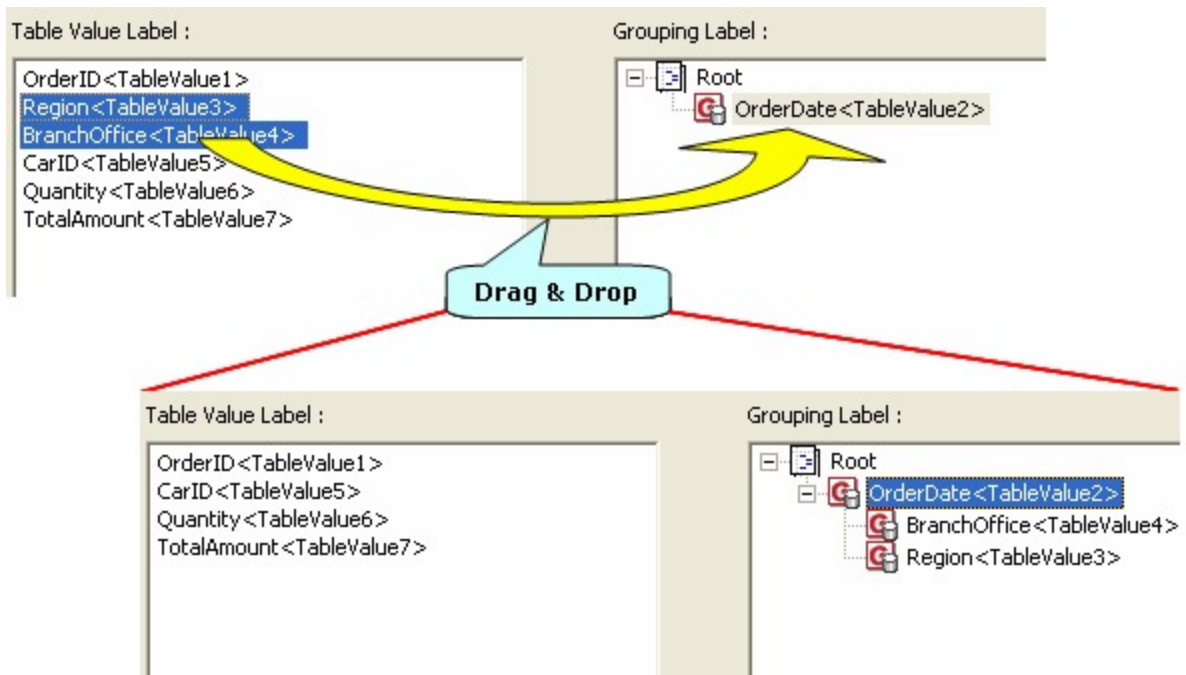 Table Value Label :
OrderID<TableValue1>
Region<TableValue3>
BranchOffice<TableValue4>
CarID<TableValue5>
Quantity<TableValue6>
TotalAmount<TableValue7>
Grouping Label :
Root
OrderDate<TableValue2>
Drag & Drop
Table Value Label :
OrderID<TableValue1>
CarID<TableValue5>
Quantity<TableValue6>
TotalAmount<TableValue7>
Grouping Label :
Root
OrderDate<TableValue2>
BranchOffice<TableValue4>
Region<TableValue3>